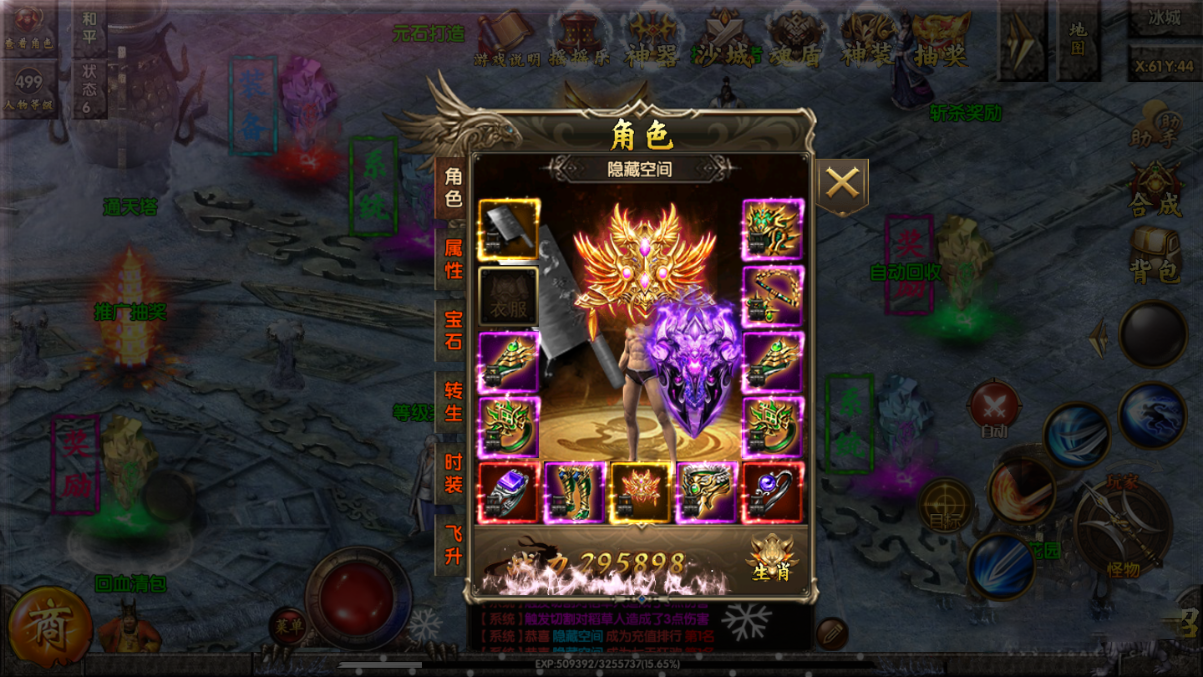 查看角色
和平
元石打造
游戏说明
摇摇乐
神器
沙城
魂盾
神装
抽奖
地图
冰城
X:61 Y:44
499
人物等级
状态6
装备
角色
斩杀奖励
助手
隐藏空间
系统
角色
合成
通天塔
属性
衣服
奖励
自动回收
背包
推广抽奖
宝石
转生
等级
系统
自动
奖励
时装
目标
玩家
飞升
花园
怪物
295898
生肖
回血清包
商
菜单
召
【系统】触发切割对稻草人造成了3点伤害
【系统】恭喜 隐藏空间 成为充值排行 第1名
EXP:509392/3255737(15.65%)